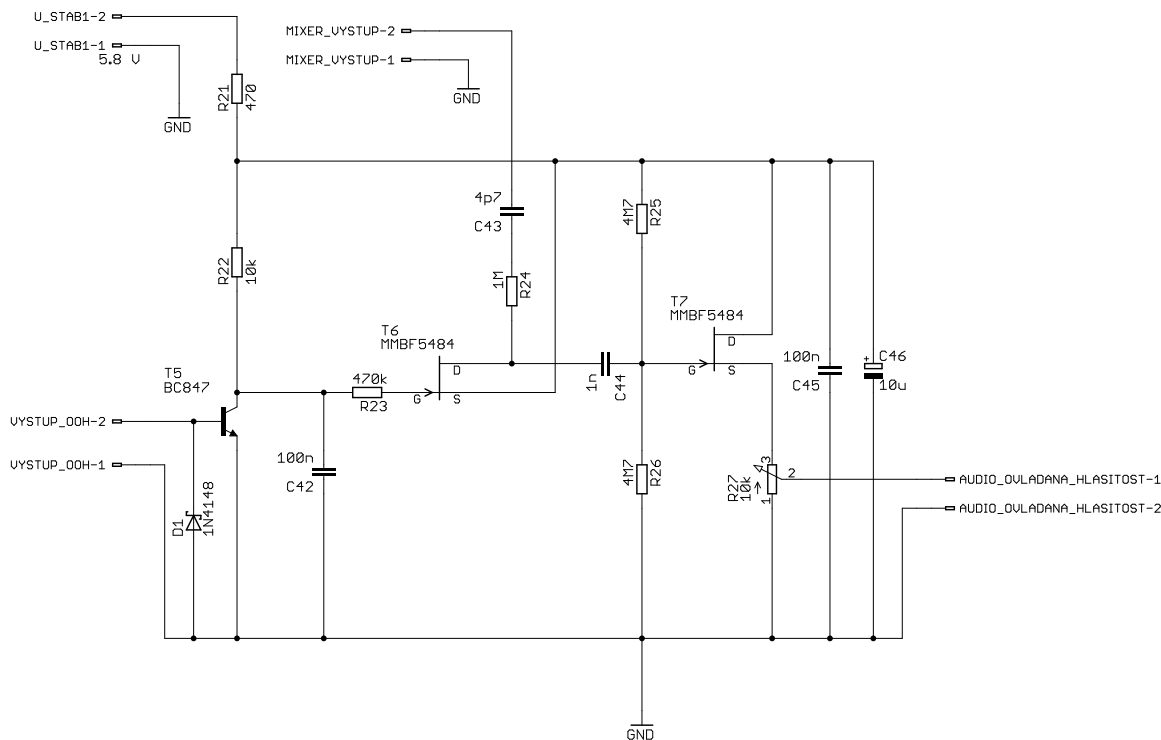 U_STAB1-2
U_STAB1-1
5.8 V
GND
R21
470
MIXER_VYSTUP-2
MIXER_VYSTUP-1
GND
4p7
C43
4M7
R25
R22
10k
1M
R24
T6
MMBF5484
D
G
S
T7
MMBF5484
D
G
S
T5
BC847
470k
R23
1n
C44
100n
C45
+
C46
10u
VYSTUP_OOH-2
VYSTUP_OOH-1
100n
C42
D1
1N4148
4M7
R26
R27
10k
3
2
1
AUDIO_OVLADANA_HLASITOST-1
AUDIO_OVLADANA_HLASITOST-2
GND